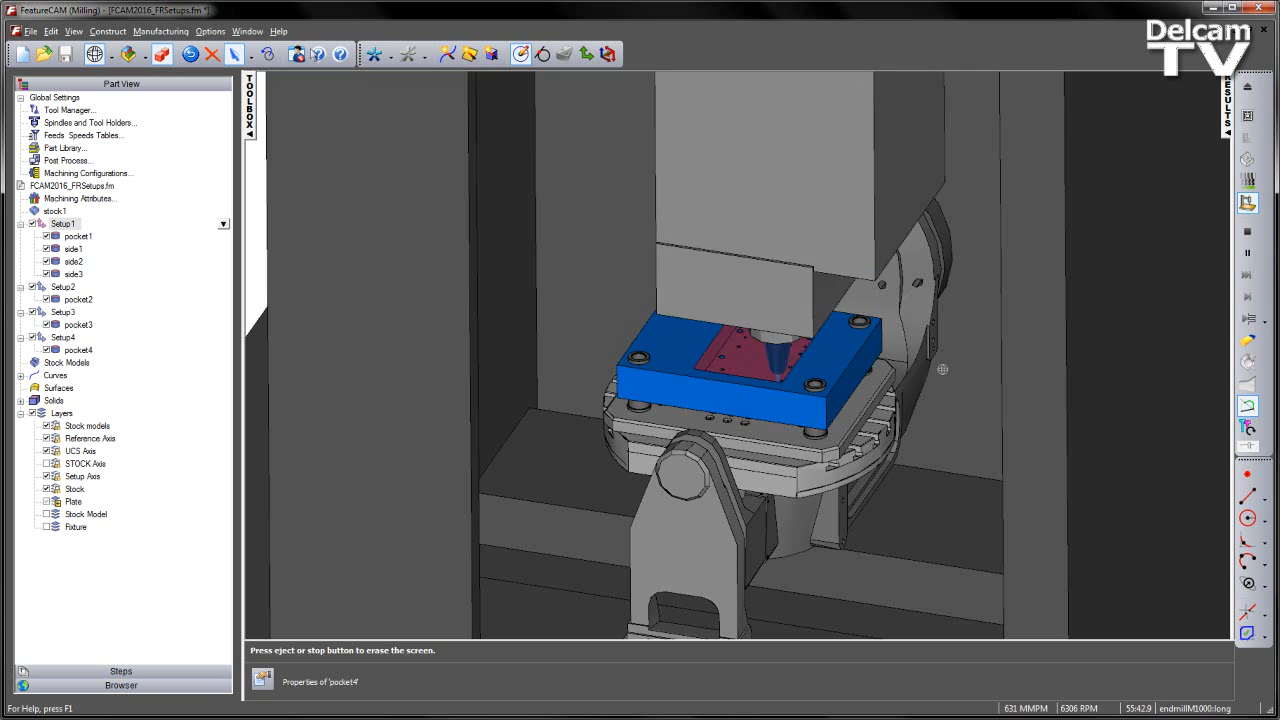 FeatureCAM (Milling) - [FCAM2016_FRSetups.fm *]
File Edit View Construct Manufacturing Options Window Help
Delcam
TV
Part View
TOOLBOX
RESULTS
Global Settings
Tool Manager...
Spindles and Tool Holders...
Feeds Speeds Tables...
Part Library...
Post Process...
Machining Configurations...
FCAM2016_FRSetups.fm
Machining Attributes...
stock1
Setup1
pocket1
side1
side2
side3
Setup2
pocket2
Setup3
pocket3
Setup4
pocket4
Stock Models
Curves
Surfaces
Solids
Layers
Stock models
Reference Axis
UCS Axis
STOCK Axis
Setup Axis
Stock
Plate
Stock Model
Fixture
Press eject or stop button to erase the screen.
Properties of 'pocket4'
Steps
Browser
For Help, press F1
631 MMPM 6306 RPM 55:42.9 endmillM1000:long